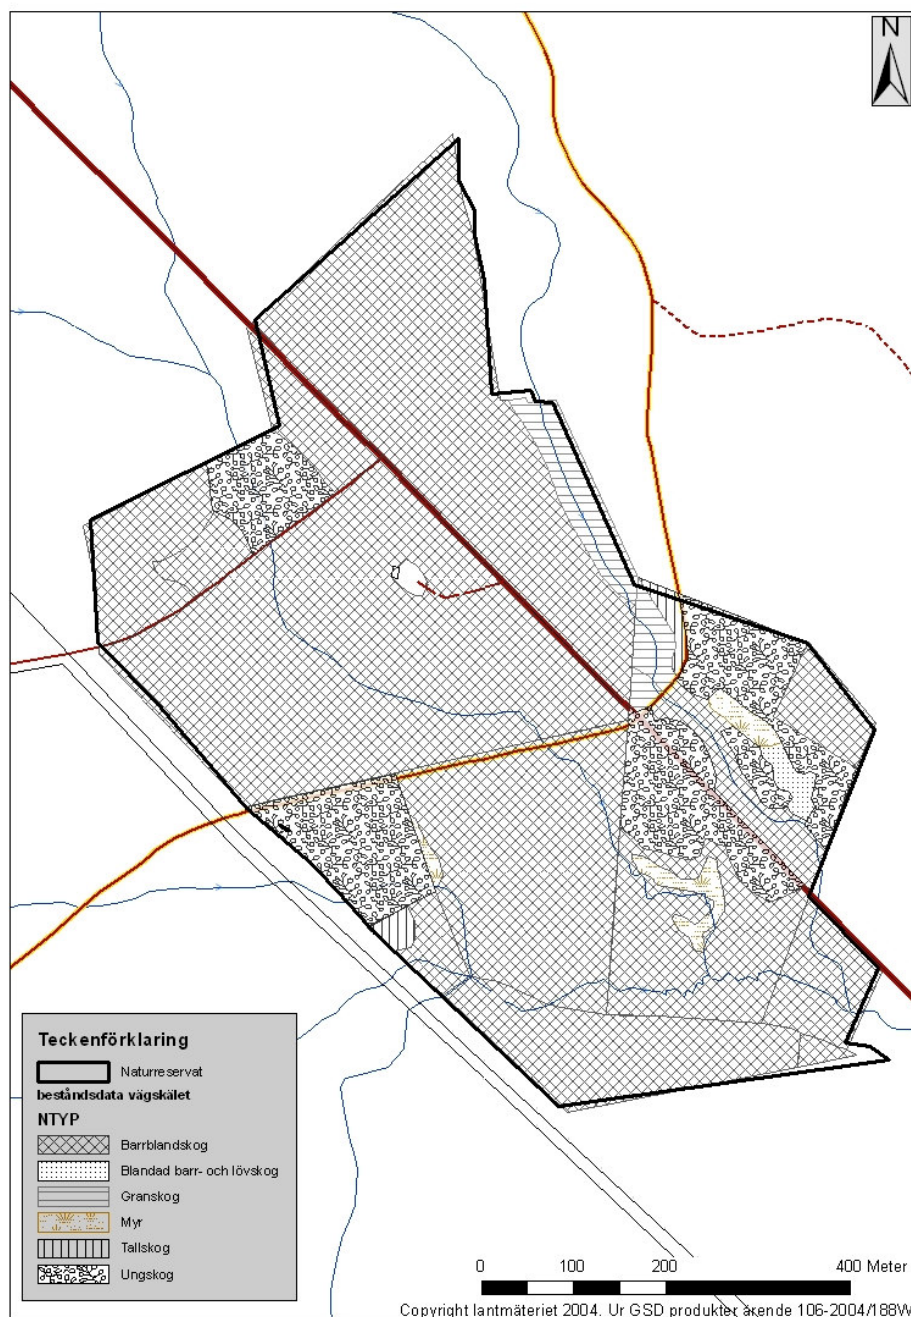 N
Teckenförklaring
Naturreservat
beståndsdata vägskälet
NTYP
Barrblandskog
Blandad barr- och lövskog
Granskog
Myr
Tallskog
Ungskog
0 100 200 400 Meter
Copyright lantmäteriet 2004. Ur GSD produkter ärende 106-2004/188W